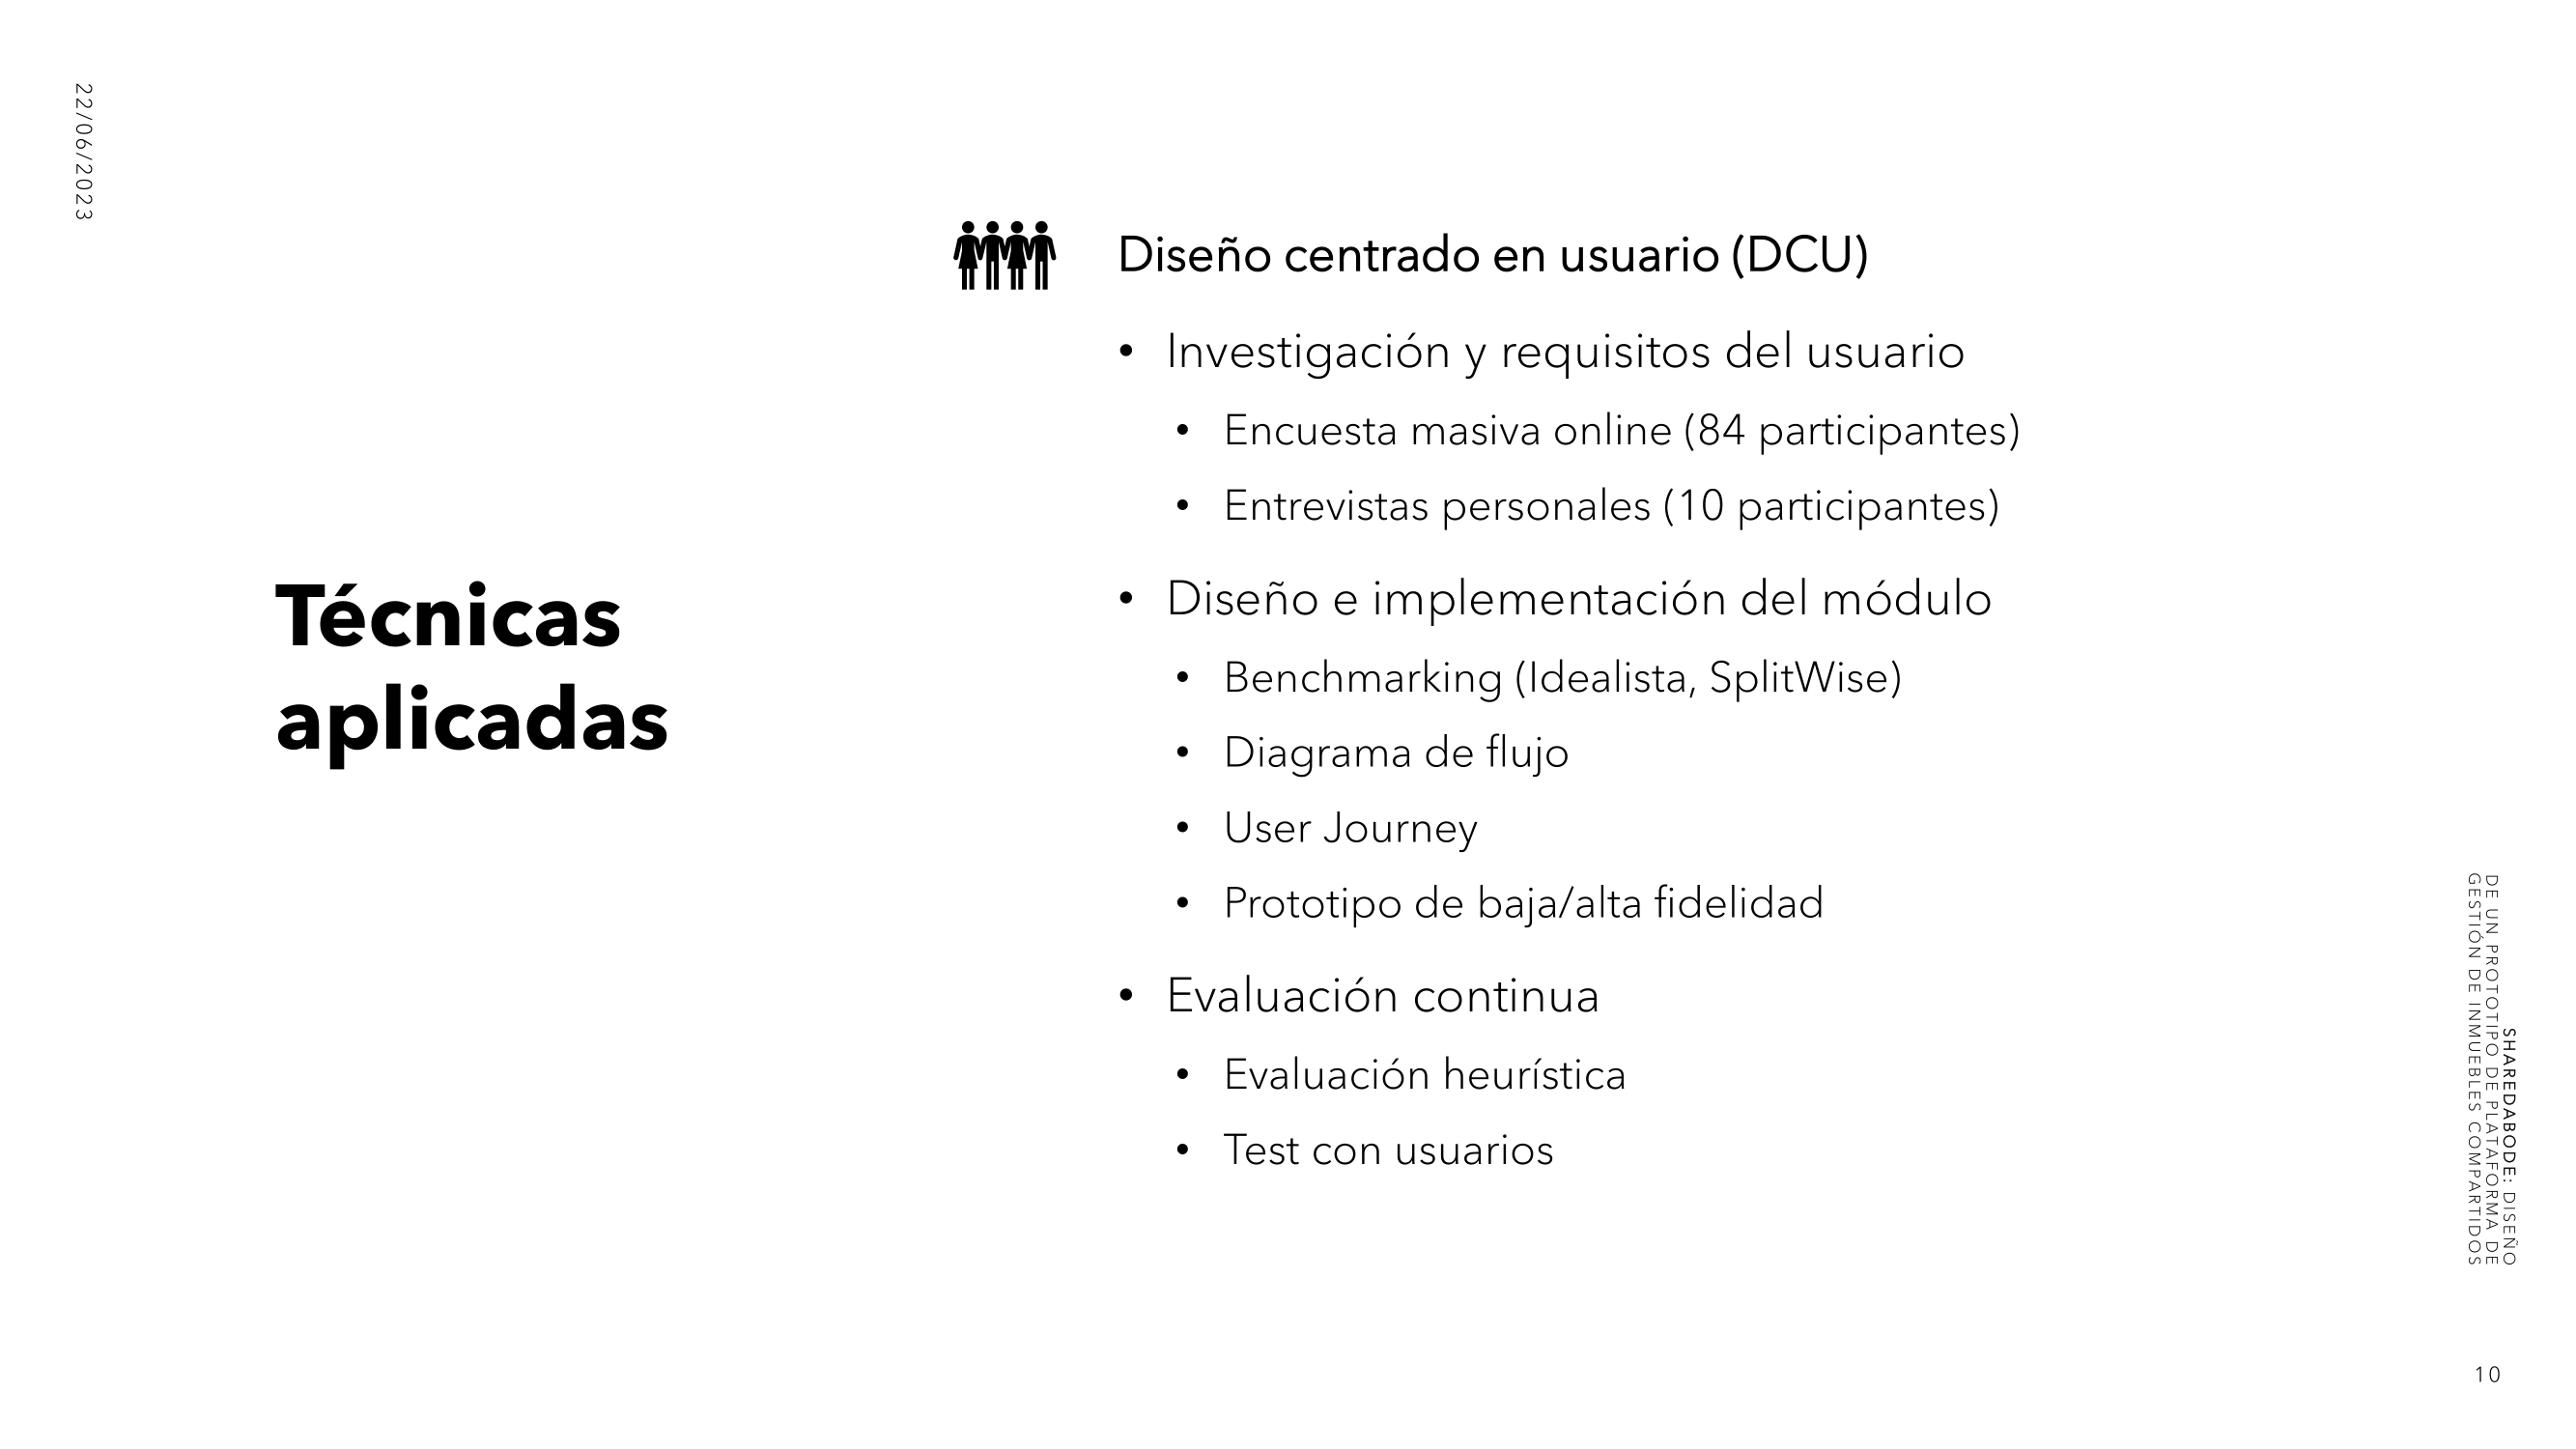 22/06/2023
Técnicas
aplicadas
Diseño centrado en usuario (DCU)
• Investigación y requisitos del usuario
• Encuesta masiva online (84 participantes)
• Entrevistas personales (10 participantes)
• Diseño e implementación del módulo
• Benchmarking (Idealista, SplitWise)
• Diagrama de flujo
• User Journey
• Prototipo de baja/alta fidelidad
• Evaluación continua
• Evaluación heurística
• Test con usuarios
SHAREDABODE: DISEÑO
DE UN PROTOTIPO DE PLATAFORMA DE
GESTIÓN DE INMUEBLES COMPARTIDOS
10